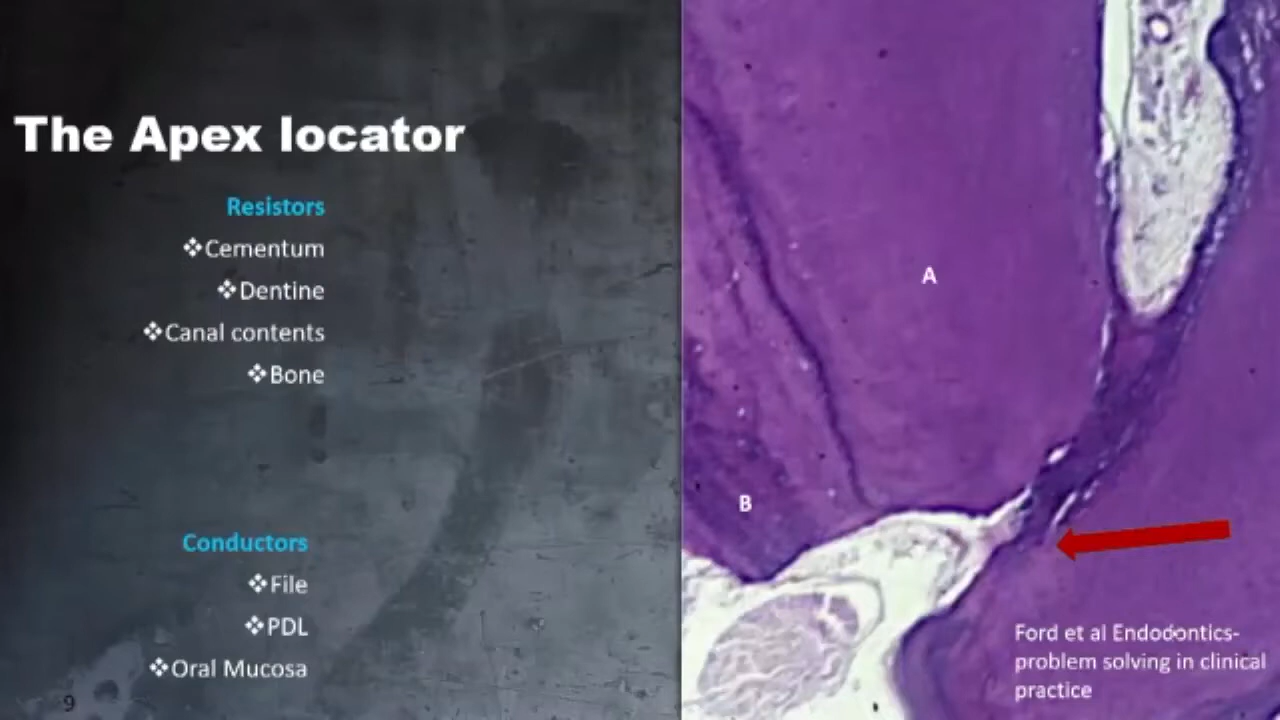 The Apex locator
Resistors
❖Cementum
❖Dentine
❖Canal contents
❖Bone
Conductors
❖File
❖PDL
❖Oral Mucosa
9
A
B
Ford et al Endodontics-
problem solving in clinical
practice